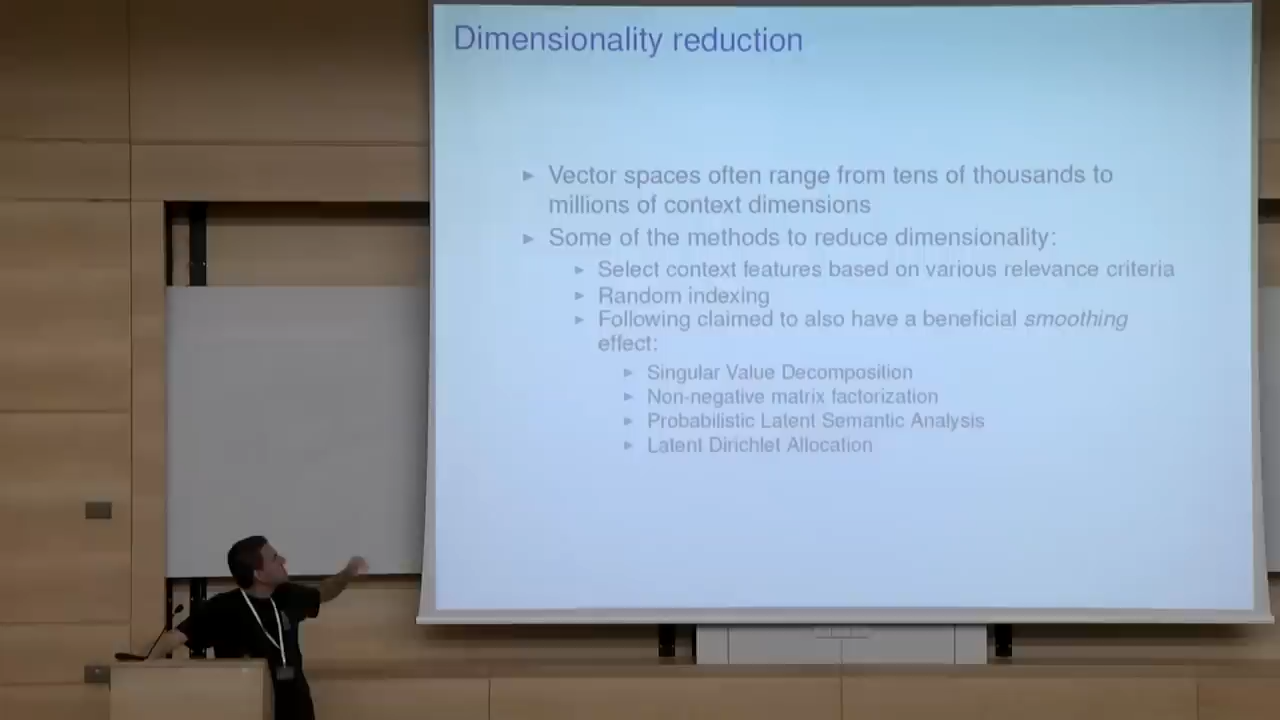 Dimensionality reduction
► Vector spaces often range from tens of thousands to
millions of context dimensions
► Some of the methods to reduce dimensionality:
► Select context features based on various relevance criteria
► Random indexing
► Following claimed to also have a beneficial smoothing
effect:
► Singular Value Decomposition
► Non-negative matrix factorization
► Probabilistic Latent Semantic Analysis
► Latent Dirichlet Allocation